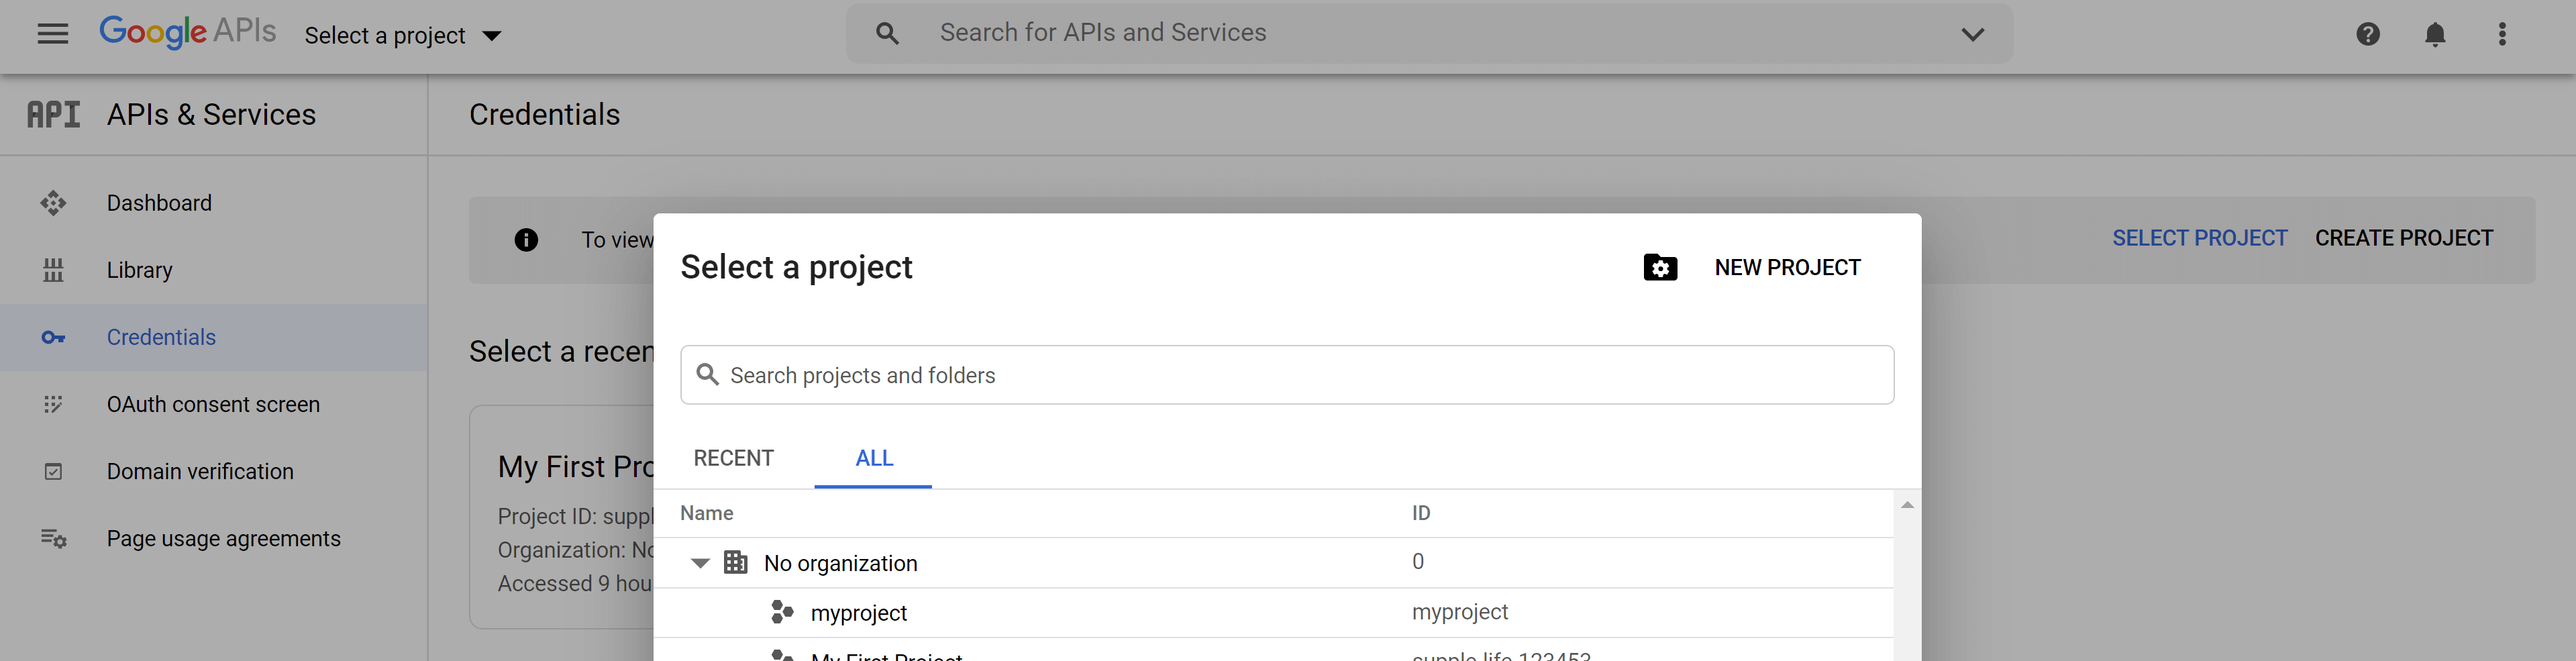 Google APIs Select a project Search for APIs and Services
API APIs & Services
Credentials
Dashboard
Library
Credentials
OAuth consent screen
Domain verification
Page usage agreements
To view
SELECT PROJECT CREATE PROJECT
Select a recen
My First Pro
Project ID: suppl
Organization: No
Accessed 9 hou
Select a project
NEW PROJECT
Search projects and folders
RECENT ALL
Name ID
No organization 0
myproject myproject
My First Project supple-life-123453